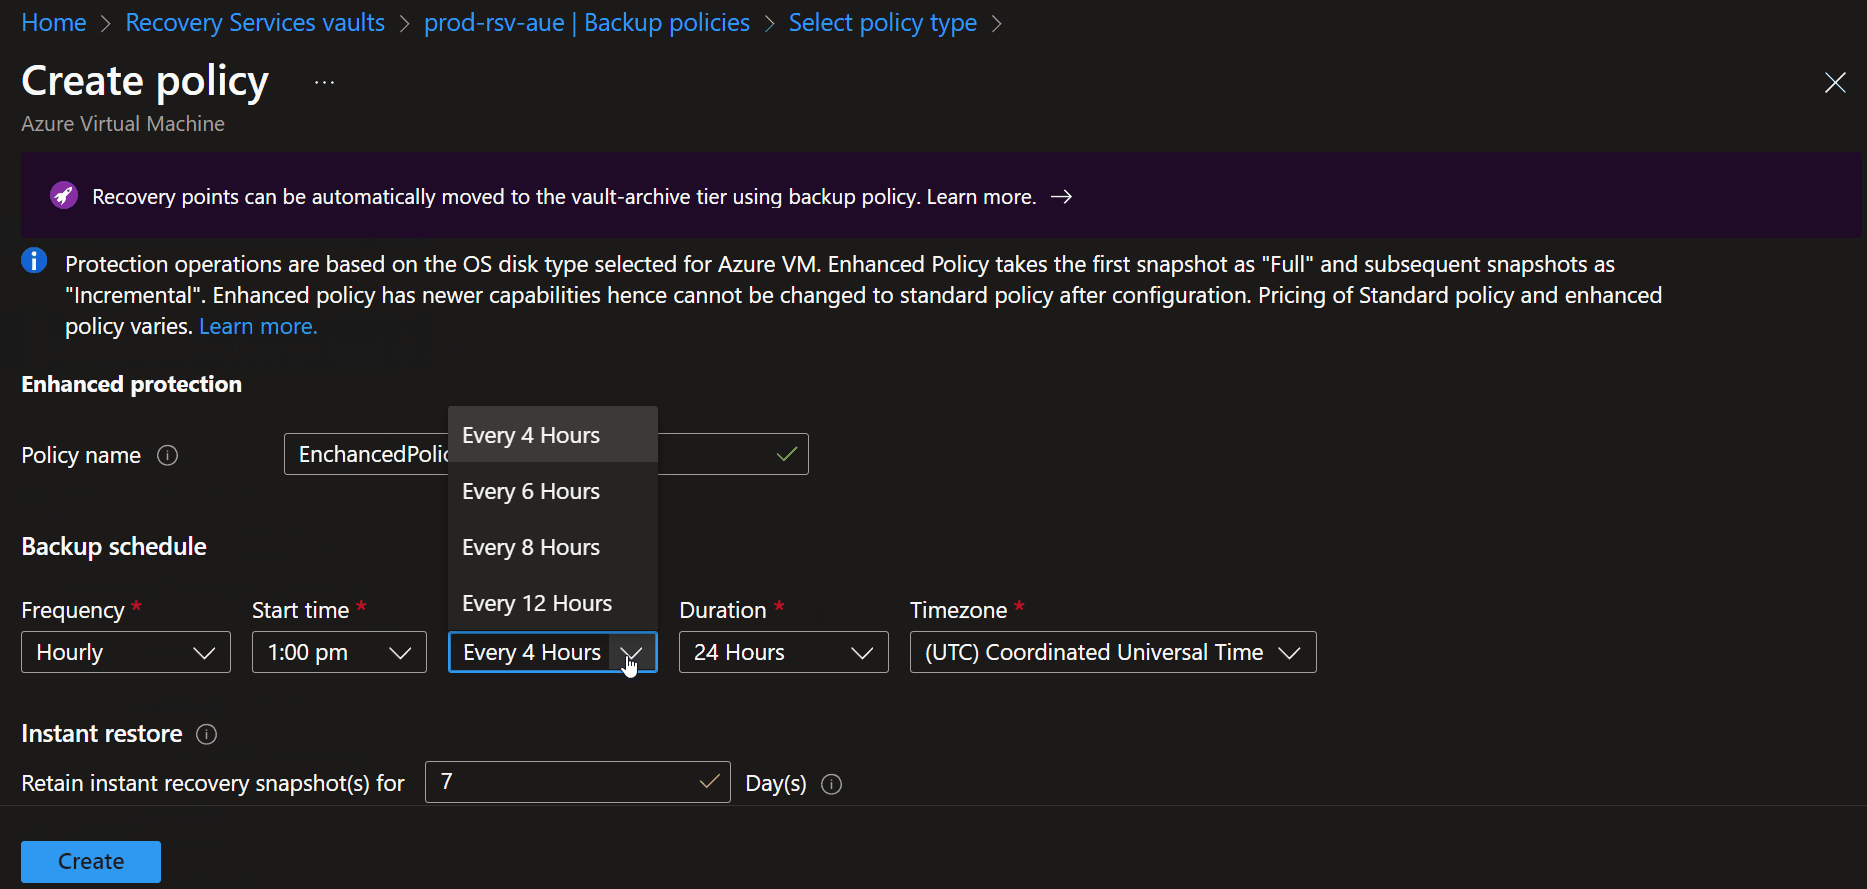 Home > Recovery Services vaults > prod-rsv-aue | Backup policies > Select policy type >
Create policy ...
Azure Virtual Machine
Recovery points can be automatically moved to the vault-archive tier using backup policy. Learn more. →
Protection operations are based on the OS disk type selected for Azure VM. Enhanced Policy takes the first snapshot as "Full" and subsequent snapshots as
"Incremental". Enhanced policy has newer capabilities hence cannot be changed to standard policy after configuration. Pricing of Standard policy and enhanced
policy varies. Learn more.
Enhanced protection
Every 4 Hours
Policy name
Every 6 Hours
Backup schedule
Every 8 Hours
Every 12 Hours
Frequency * Start time * Duration * Timezone *
Hourly 1:00 pm Every 4 Hours 24 Hours (UTC) Coordinated Universal Time
Instant restore
Retain instant recovery snapshot(s) for 7 Day(s)
Create